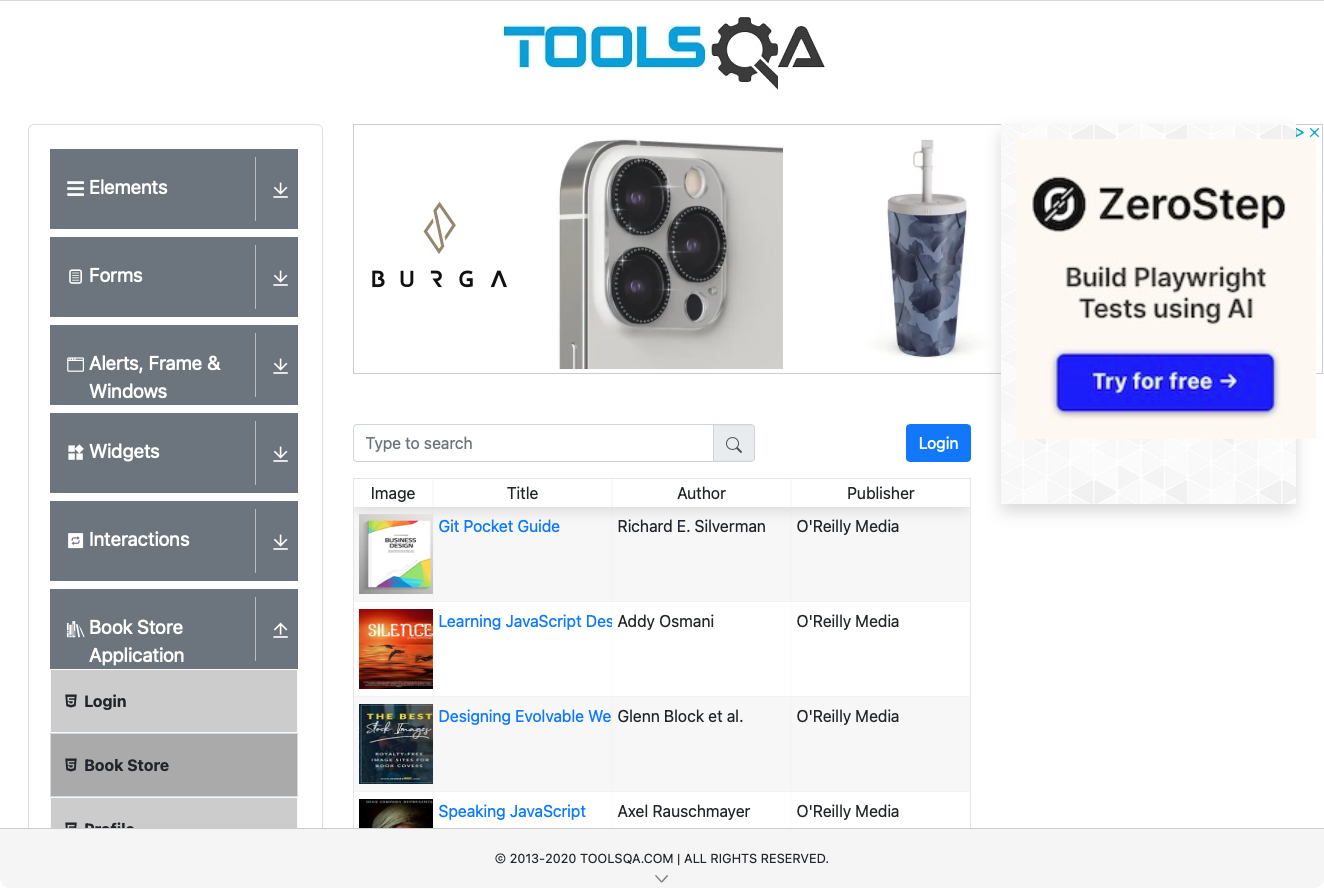 TOOLSQA
Elements
Forms
Alerts, Frame &
Windows
Widgets
Interactions
Book Store
Application
Login
Book Store
Profile
BURGA
ZeroStep
Build Playwright
Tests using AI
Try for free →
Type to search
Login
Image Title Author Publisher
BUSINESS
DESIGN
Git Pocket Guide Richard E. Silverman O'Reilly Media
SILENCE
Learning JavaScript Des Addy Osmani O'Reilly Media
THE BEST
Stock Images
ROYALTY-FREE
IMAGE SITES FOR
BOOK COVERS
Designing Evolvable We Glenn Block et al. O'Reilly Media
Speaking JavaScript Axel Rauschmayer O'Reilly Media
© 2013-2020 TOOLSQA.COM | ALL RIGHTS RESERVED.